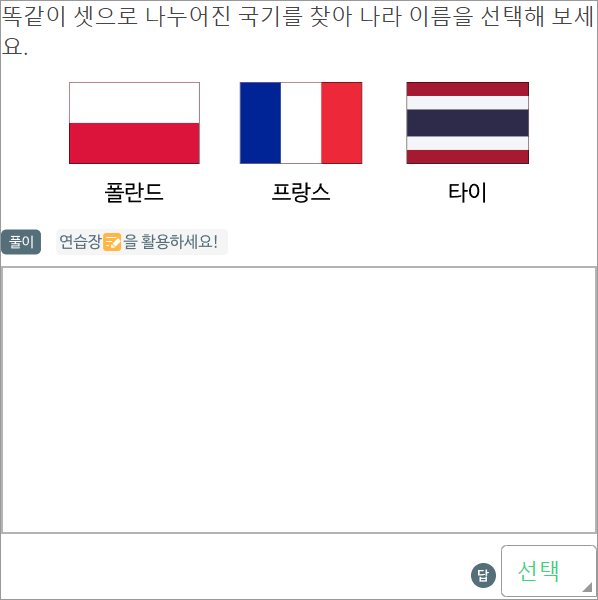 똑같이 셋으로 나누어진 국기를 찾아 나라 이름을 선택해 보세
요.
폴란드 프랑스 타이
풀이 연습장을 활용하세요!
답 선택